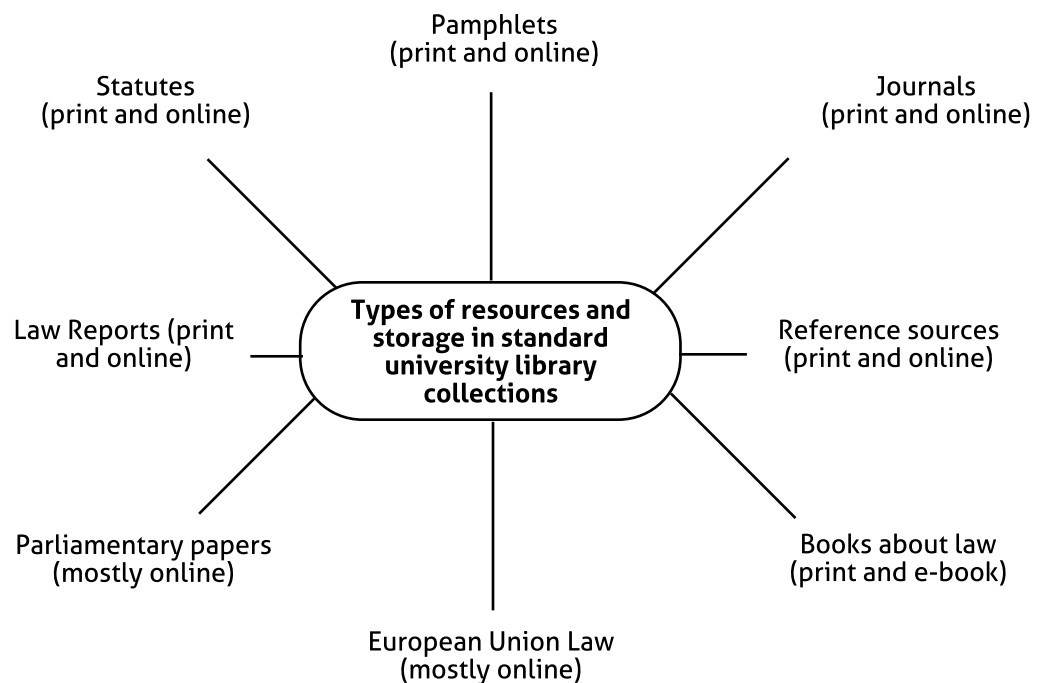 Pamphlets
(print and online)
Statutes
(print and online)
Journals
(print and online)
Types of resources and
storage in standard
university library
collections
Law Reports (print
and online)
Reference sources
(print and online)
Parliamentary papers
(mostly online)
Books about law
(print and e-book)
European Union Law
(mostly online)